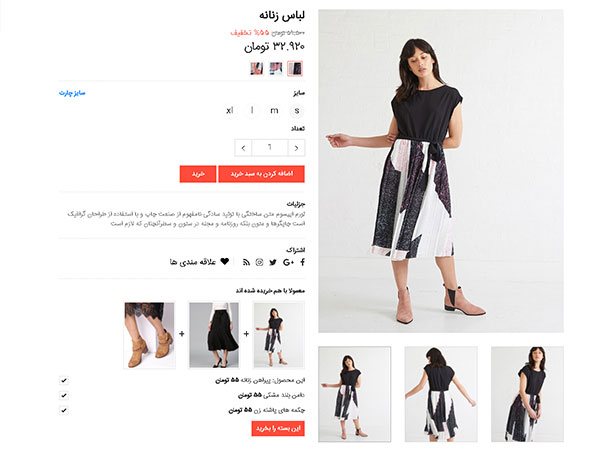 لباس زنانه
۵۹.۵۰۰ تومان ۵۵% تخفیف
۳۲.۹۲۰ تومان
سایز
سایز چارت
s m l xl
تعداد
1
اضافه کردن به سبد خرید
خرید
جزئیات
لورم ایپسوم متن ساختگی با تولید سادگی نامفهوم از صنعت چاپ و با استفاده از طراحان گرافیک
است چاپگرها و متون بلکه روزنامه و مجله در ستون و سطرآنچنان که لازم است
اشتراک
علاقه مندی ها
معمولا با هم خریده شده اند
+ +
این محصول: پیراهن زنانه ۵۵ تومان
دامن بلند مشکی ۵۵ تومان
چکمه های پاشنه زن ۵۵ تومان
این بسته را بخرید